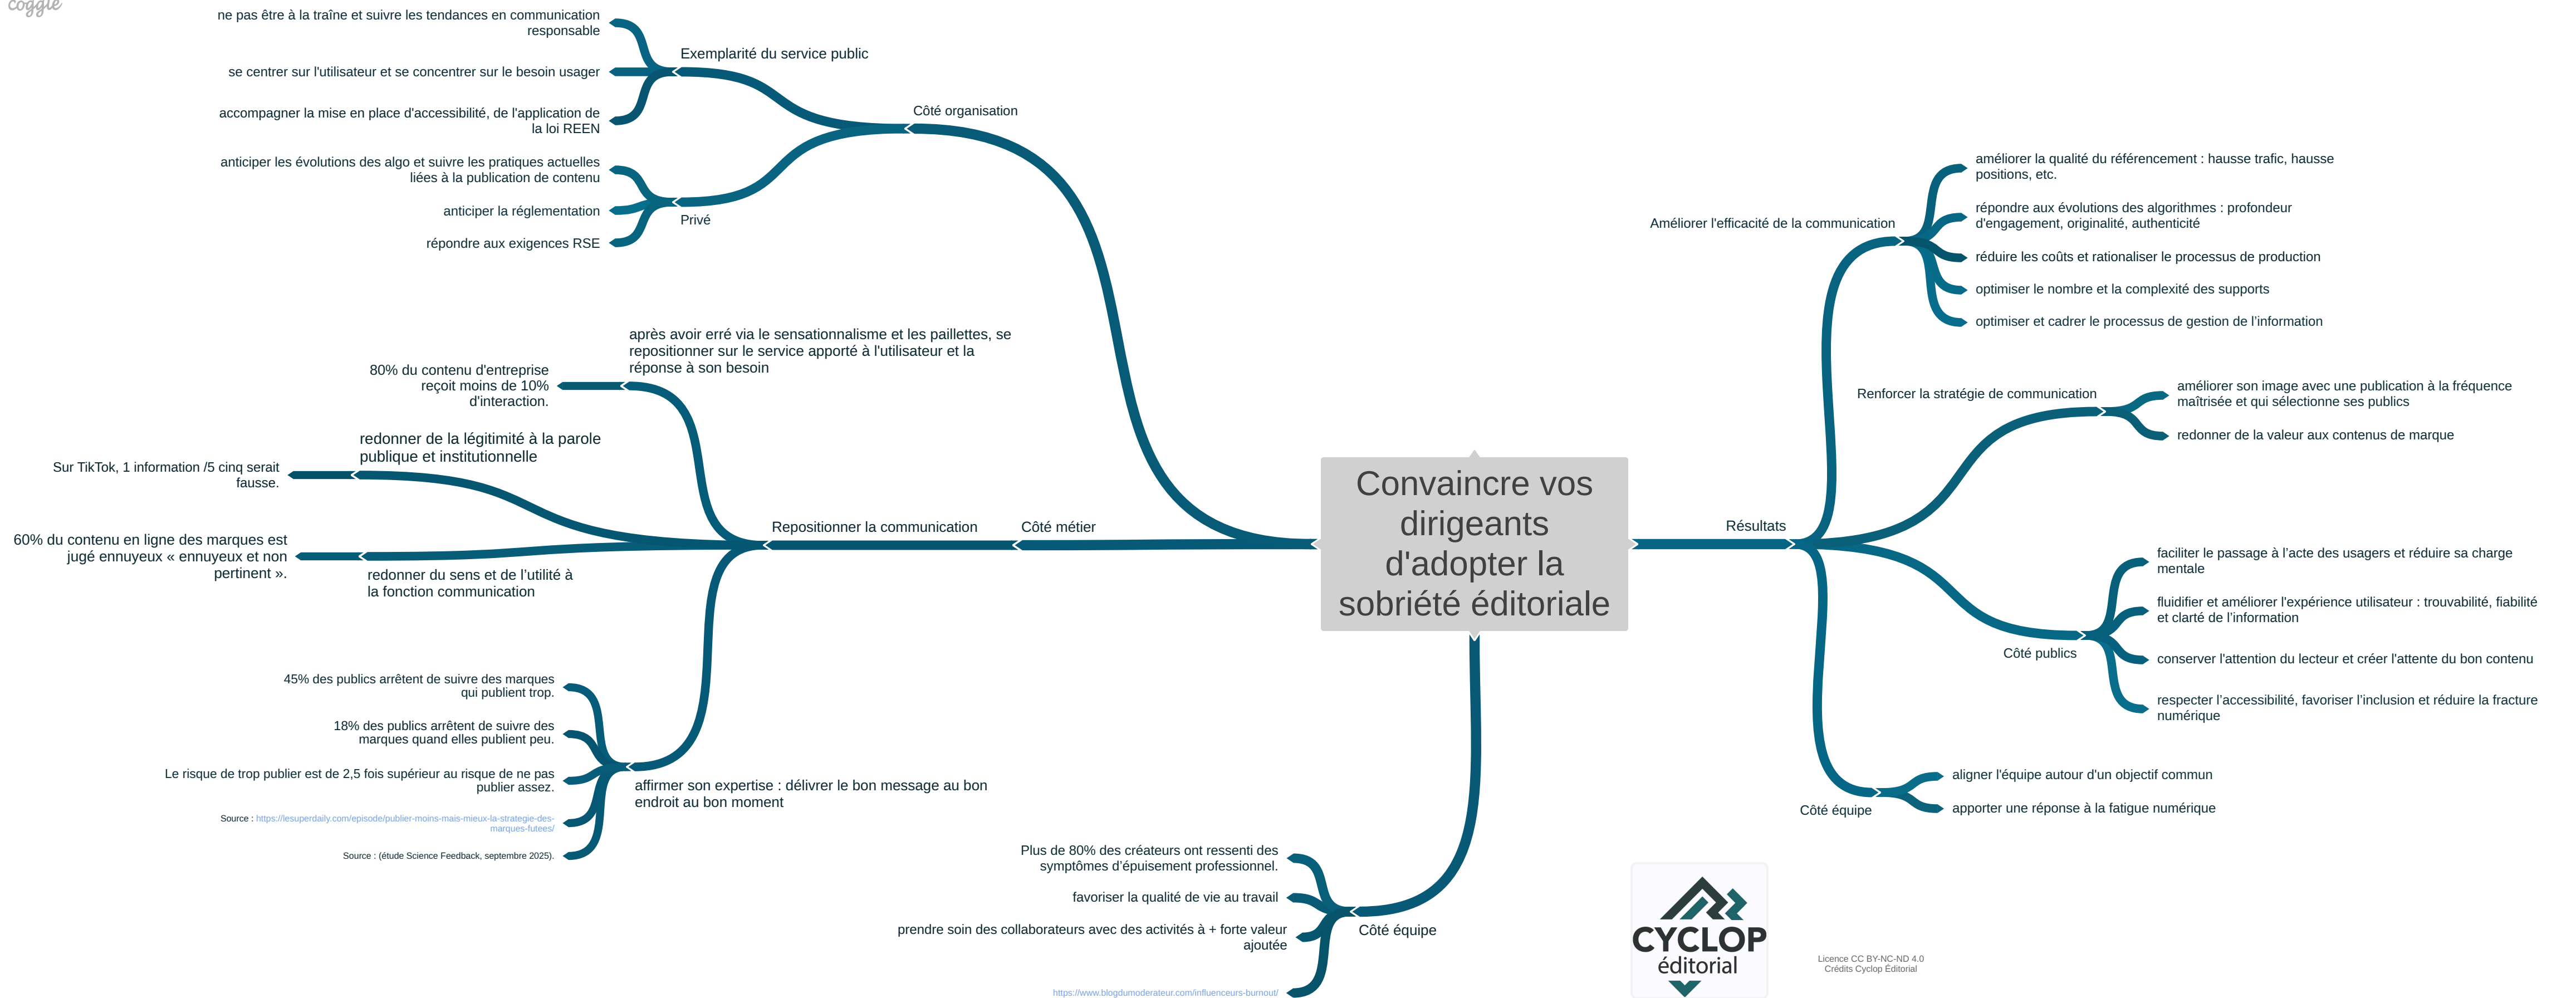 coggle
ne pas être à la traîne et suivre les tendances en communication
responsable
se centrer sur l'utilisateur et se concentrer sur le besoin usager
accompagner la mise en place d'accessibilité, de l'application de
la loi REEN
Exemplarité du service public
anticiper les évolutions des algo et suivre les pratiques actuelles
liées à la publication de contenu
anticiper la réglementation
répondre aux exigences RSE
Privé
Côté organisation
après avoir erré via le sensationnalisme et les paillettes, se
repositionner sur le service apporté à l'utilisateur et la
réponse à son besoin
80% du contenu d'entreprise
reçoit moins de 10%
d'interaction.
redonner de la légitimité à la parole
publique et institutionnelle
Sur TikTok, 1 information /5 cinq serait
fausse.
60% du contenu en ligne des marques est
jugé ennuyeux « ennuyeux et non
pertinent ».
redonner du sens et de l’utilité à
la fonction communication
Repositionner la communication
Côté métier
45% des publics arrêtent de suivre des marques
qui publient trop.
18% des publics arrêtent de suivre des
marques quand elles publient peu.
Le risque de trop publier est de 2,5 fois supérieur au risque de ne pas
publier assez.
Source : https://lesuperdaily.com/episode/publier-moins-mais-mieux-la-strategie-des-
marques-futees/
Source : (étude Science Feedback, septembre 2025).
affirmer son expertise : délivrer le bon message au bon
endroit au bon moment
Convaincre vos
dirigeants
d'adopter la
sobriété éditoriale
Plus de 80% des créateurs ont ressenti des
symptômes d’épuisement professionnel.
favoriser la qualité de vie au travail
prendre soin des collaborateurs avec des activités à + forte valeur
ajoutée
https://www.blogdumoderateur.com/influenceurs-burnout/
Côté équipe
Résultats
Améliorer l'efficacité de la communication
améliorer la qualité du référencement : hausse trafic, hausse
positions, etc.
répondre aux évolutions des algorithmes : profondeur
d'engagement, originalité, authenticité
réduire les coûts et rationaliser le processus de production
optimiser le nombre et la complexité des supports
optimiser et cadrer le processus de gestion de l’information
Renforcer la stratégie de communication
améliorer son image avec une publication à la fréquence
maîtrisée et qui sélectionne ses publics
redonner de la valeur aux contenus de marque
Côté publics
faciliter le passage à l’acte des usagers et réduire sa charge
mentale
fluidifier et améliorer l'expérience utilisateur : trouvabilité, fiabilité
et clarté de l’information
conserver l'attention du lecteur et créer l'attente du bon contenu
respecter l’accessibilité, favoriser l’inclusion et réduire la fracture
numérique
Côté équipe
aligner l'équipe autour d'un objectif commun
apporter une réponse à la fatigue numérique
CYCLOP
éditorial
Licence CC BY-NC-ND 4.0
Crédits Cyclop Éditorial